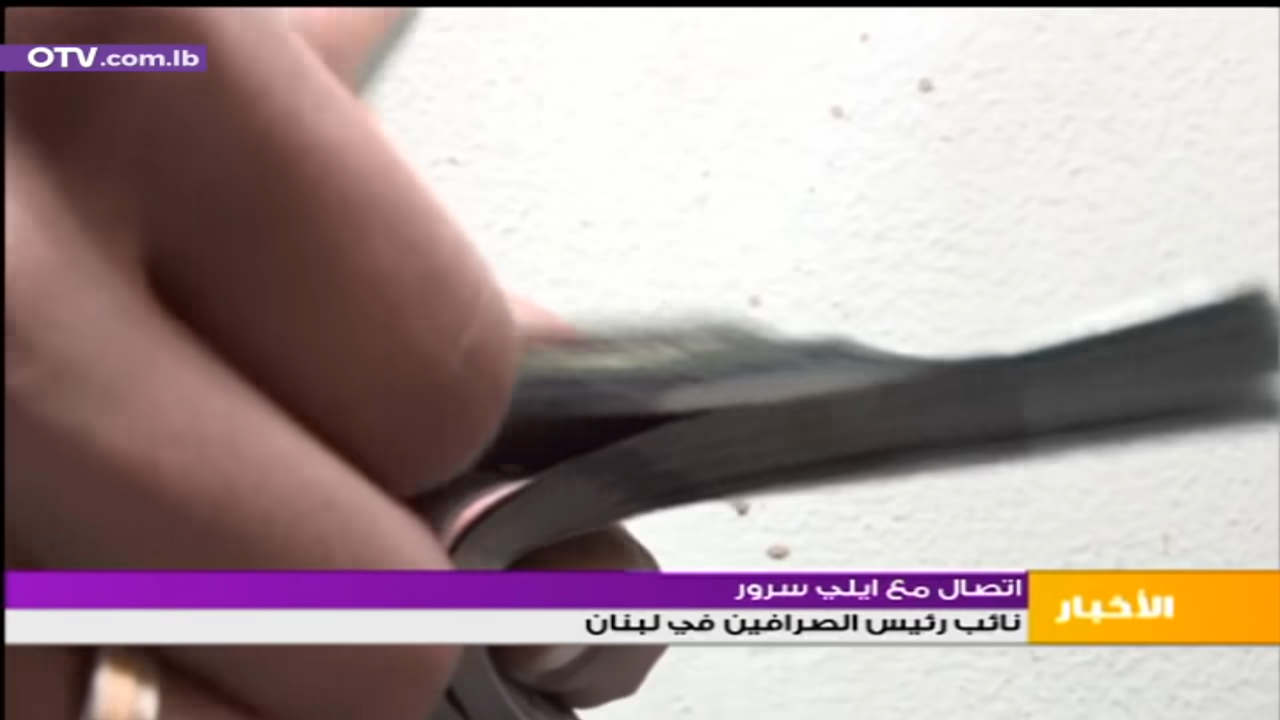 OTV.com.lb
اتصال مع ايلي سرور
الأخبار
نائب رئيس الصرافين في لبنان